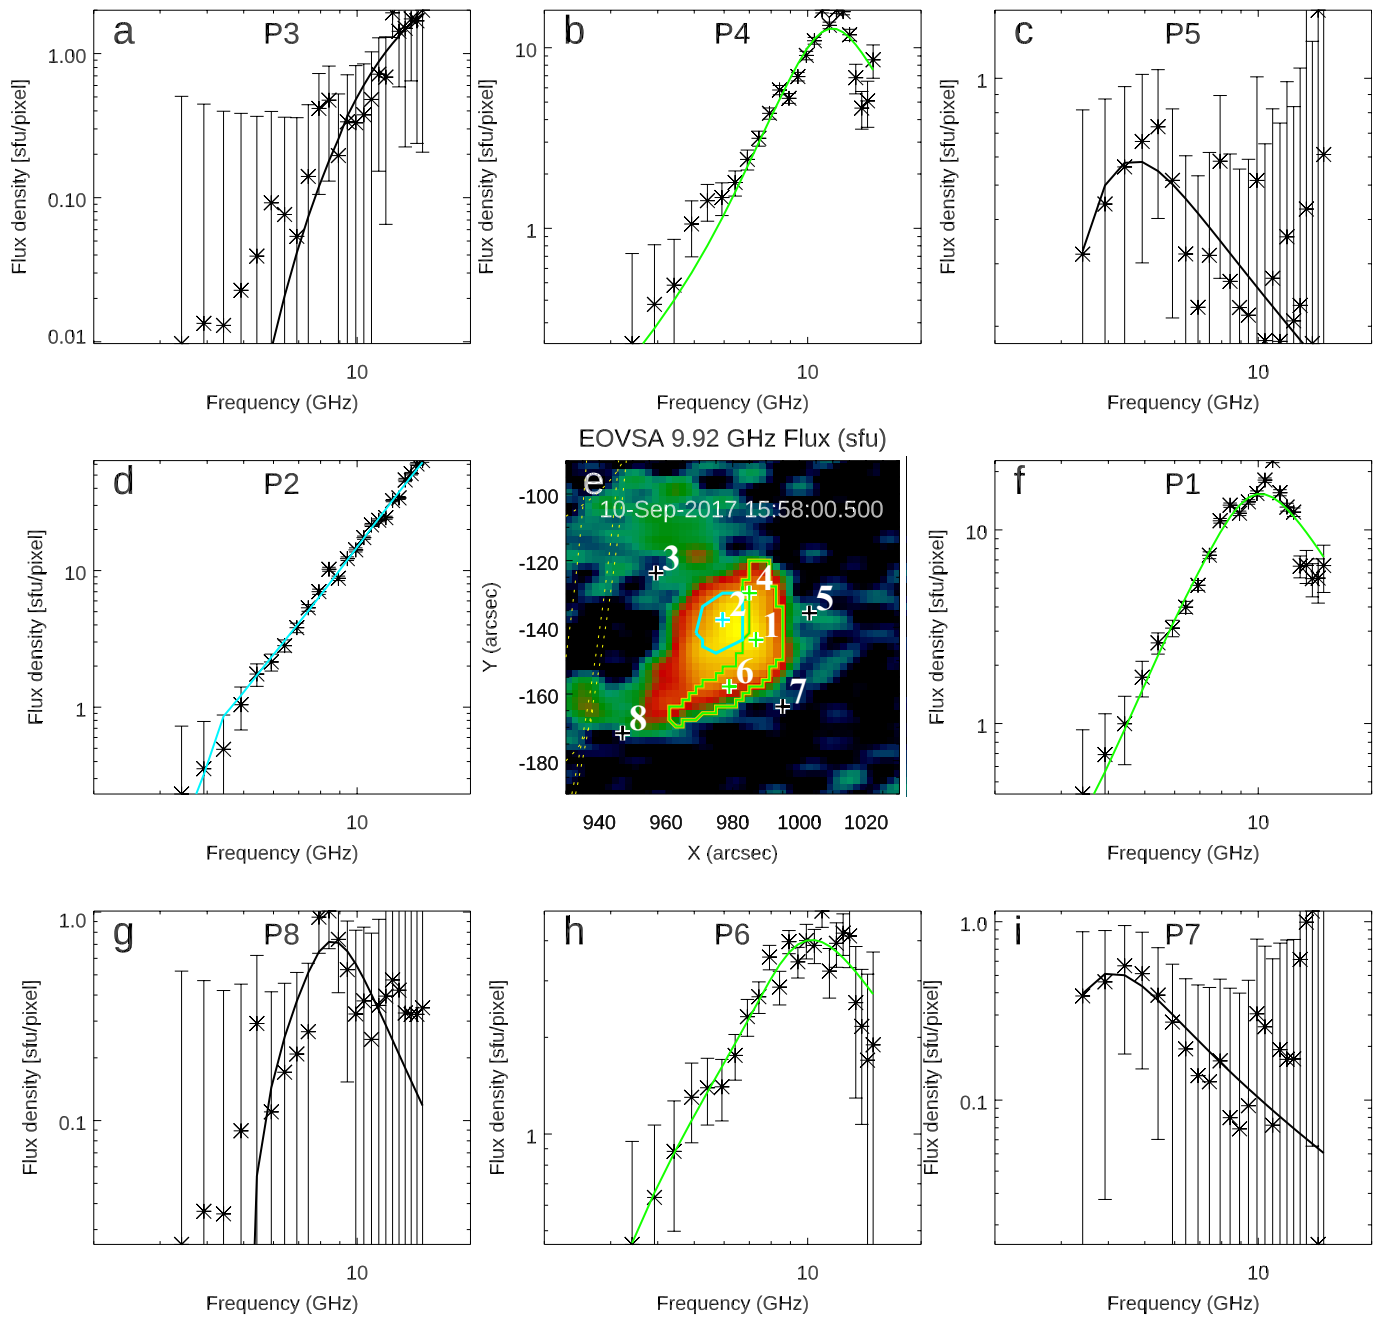 a P3
b P4
c P5
1.00
0.10
0.01
10
1
1
Flux density [sfu/pixel]
Flux density [sfu/pixel]
Flux density [sfu/pixel]
10
10
10
Frequency (GHz)
Frequency (GHz)
Frequency (GHz)
EOVSA 9.92 GHz Flux (sfu)
d P2
e
10-Sep-2017 15:58:00.500
f P1
10
1
-100
-120
-140
-160
-180
10
1
Flux density [sfu/pixel]
Y (arcsec)
Flux density [sfu/pixel]
3
4
2
5
1
6
7
8
10
940 960 980 1000 1020
10
Frequency (GHz)
X (arcsec)
Frequency (GHz)
g P8
h P6
i P7
1.0
0.1
1
1.0
0.1
Flux density [sfu/pixel]
Flux density [sfu/pixel]
Flux density [sfu/pixel]
10
10
10
Frequency (GHz)
Frequency (GHz)
Frequency (GHz)